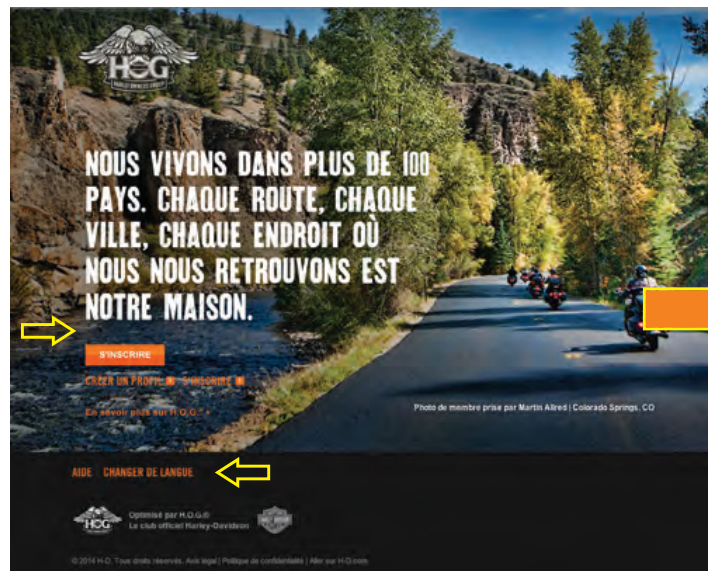 H.O.G.
HARLEY OWNERS GROUP
NOUS VIVONS DANS PLUS DE 100
PAYS. CHAQUE ROUTE, CHAQUE
VILLE, CHAQUE ENDROIT OÙ
NOUS NOUS RETROUVONS EST
NOTRE MAISON.
S'INSCRIRE
CRÉER UN PROFIL S'INSCRIRE
En savoir plus sur H.O.G.
Photo de membre prise par Martin Allred | Colorado Springs, CO
AIDE CHANGER DE LANGUE
H.O.G.
Optimisé par H.O.G.®
Le club officiel Harley-Davidson
© 2014 H-D. Tous droits réservés. Avis légal | Politique de confidentialité | Aller sur H-D.com